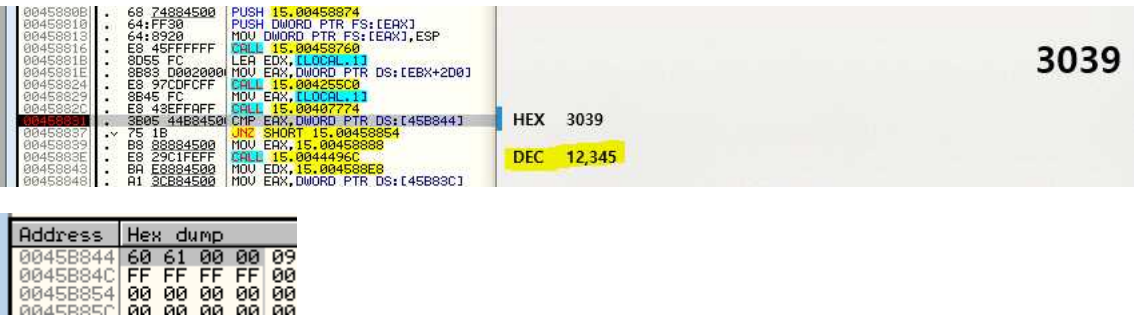 0045880B . 68 74884500 PUSH 15.00458874
00458810 . 64:FF30 PUSH DWORD PTR FS:[EAX]
00458813 . 64:8920 MOV DWORD PTR FS:[EAX],ESP
00458816 . E8 45FFFFFF CALL 15.00458760
0045881B . 8D55 FC LEA EDX,[LOCAL.1]
0045881E . 8B83 D0020000 MOV EAX,DWORD PTR DS:[EBX+2D0]
00458824 . E8 97CDFCFF CALL 15.004255C0
00458829 . 8B45 FC MOV EAX,[LOCAL.1]
0045882C . E8 43EFFAFF CALL 15.00407774
00458831 . 3B05 44B84500 CMP EAX,DWORD PTR DS:[45B844]
00458837 .v 75 1B JNZ SHORT 15.00458854
00458839 . B8 88884500 MOV EAX,15.00458888
0045883E . E8 29C1FEFF CALL 15.0044496C
00458843 . BA E8884500 MOV EDX,15.004588E8
00458848 . A1 3CB84500 MOV EAX,DWORD PTR DS:[45B83C]
3039
HEX 3039
DEC 12,345
Address Hex dump
0045B844 60 61 00 00 09
0045B84C FF FF FF FF 00
0045B854 00 00 00 00 00
0045B85C 00 00 00 00 00